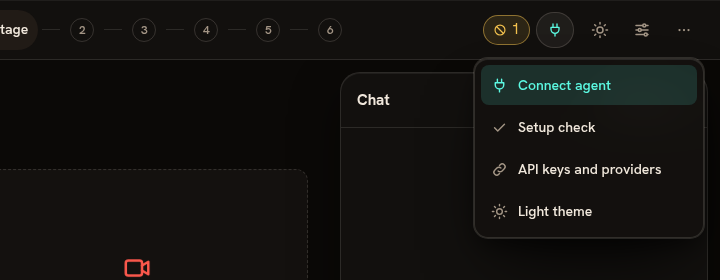 tage
2
3
4
5
6
1
Chat
Connect agent
Setup check
API keys and providers
Light theme